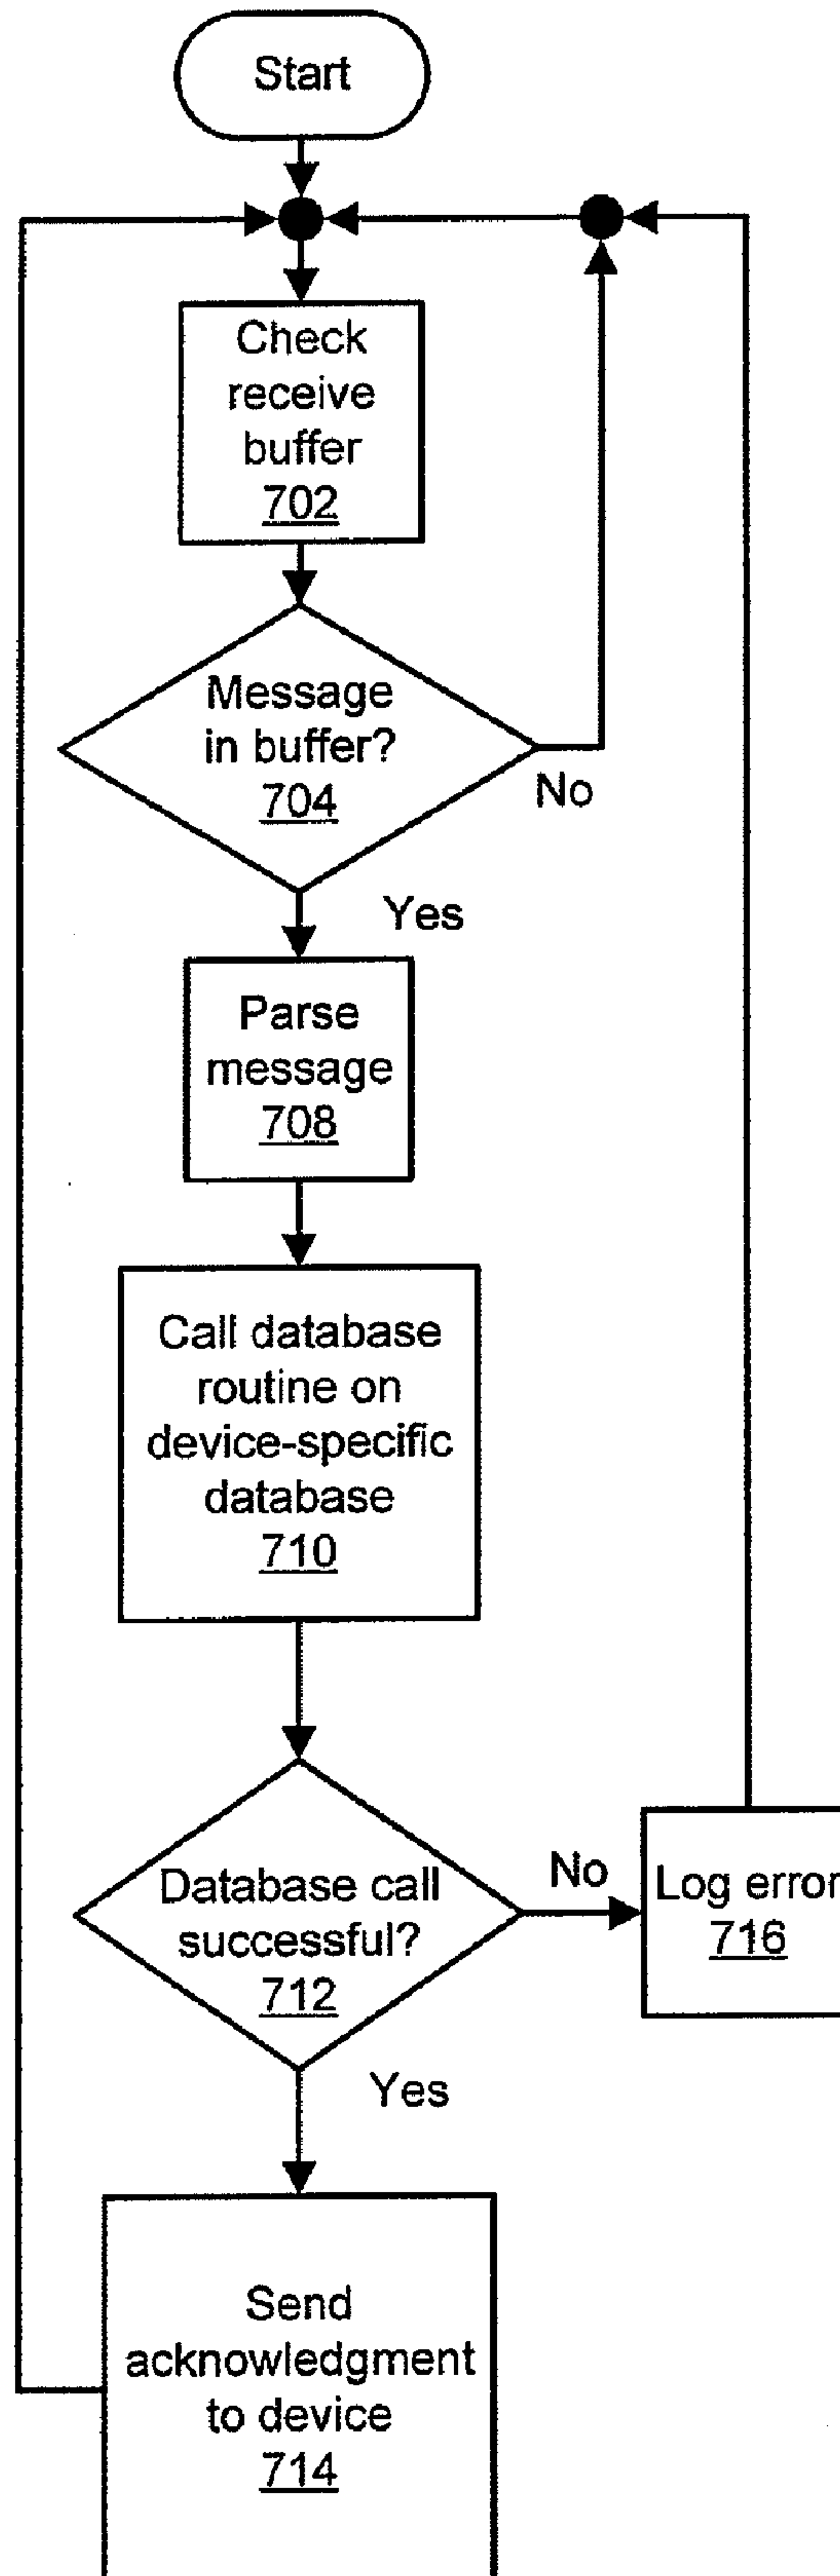 Start
Check
receive
buffer
702
Message
in buffer?
704
No
Yes
Parse
message
708
Call database
routine on
device-specific
database
710
Database call
successful?
712
No
Log error
716
Yes
Send
acknowledgment
to device
714